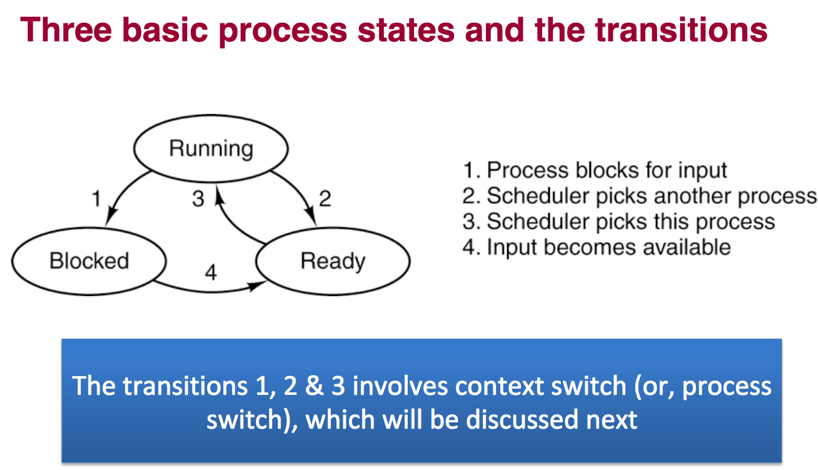 Three basic process states and the transitions
Running
1
3
2
Blocked
4
Ready
1. Process blocks for input
2. Scheduler picks another process
3. Scheduler picks this process
4. Input becomes available
The transitions 1, 2 & 3 involves context switch (or, process
switch), which will be discussed next